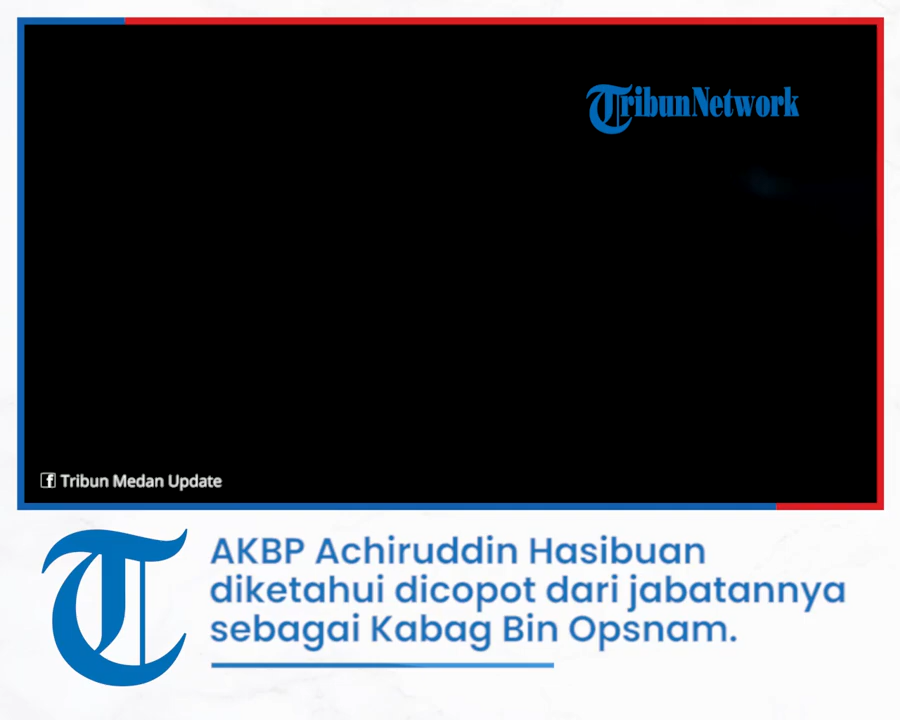 TribunNetwork
f Tribun Medan Update
T AKBP Achiruddin Hasibuan
diketahui dicopot dari jabatannya
sebagai Kabag Bin Opsnam.